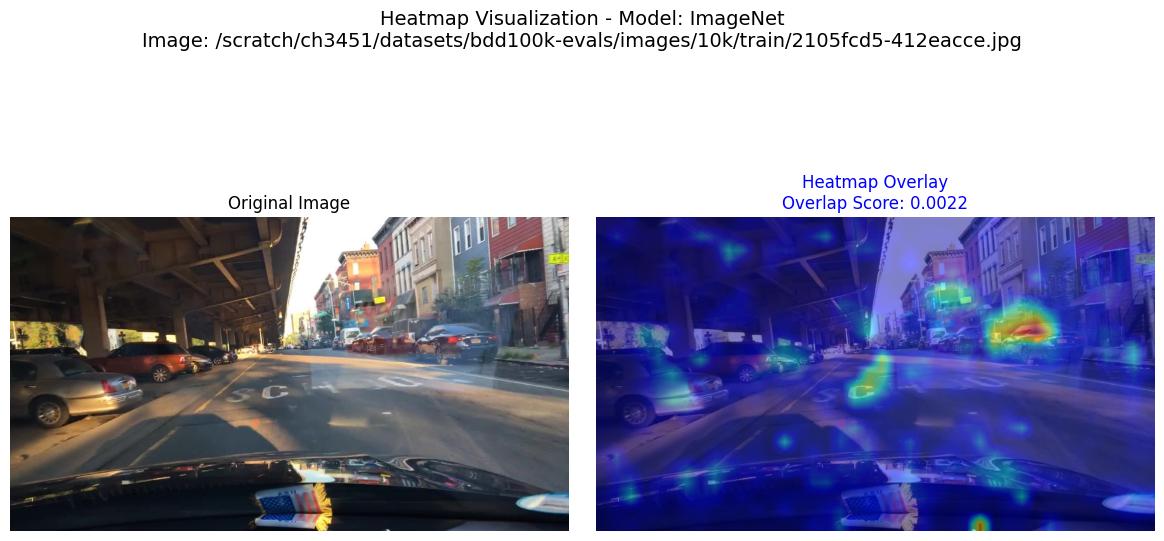 Heatmap Visualization - Model: ImageNet
Image: /scratch/ch3451/datasets/bdd100k-evals/images/10k/train/2105fcd5-412eacce.jpg
Original Image
Heatmap Overlay
Overlap Score: 0.0022